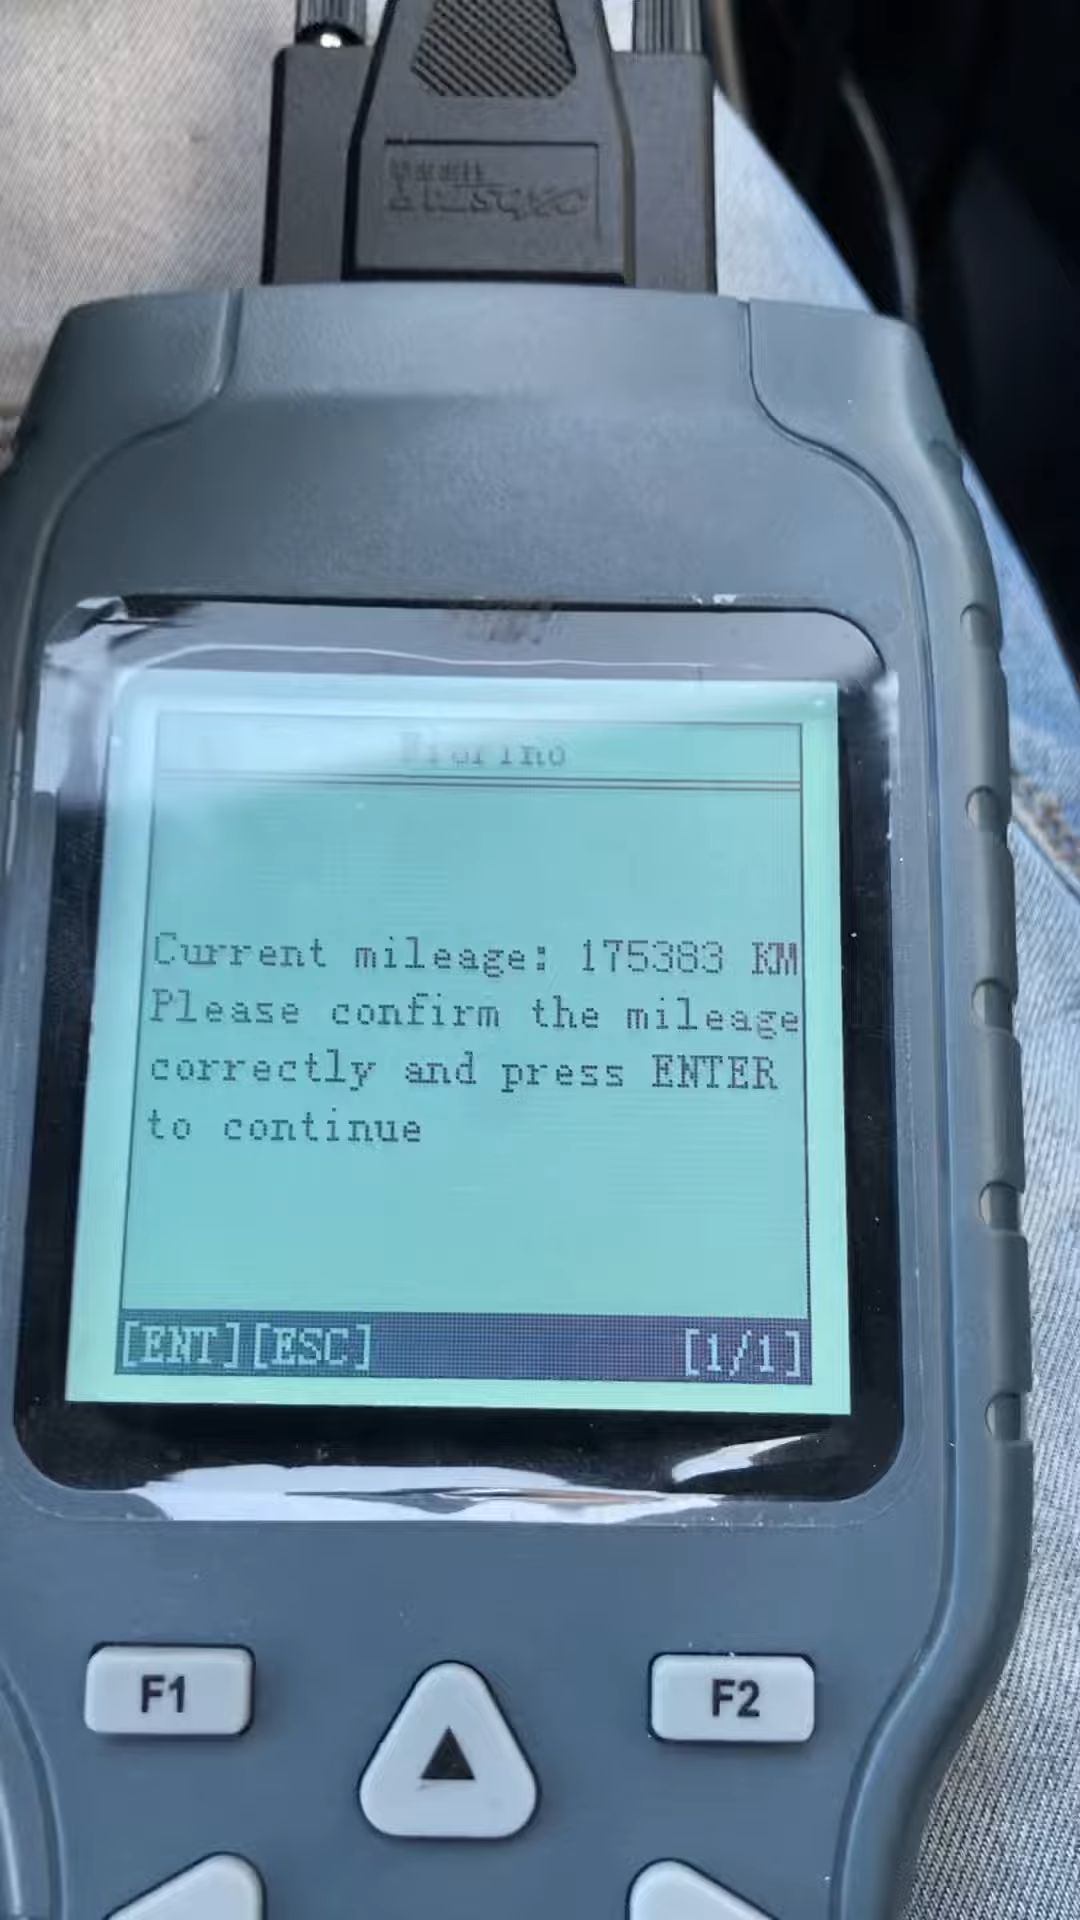 Fiorino
Current mileage: 175383 KM
Please confirm the mileage
correctly and press ENTER
to continue
[ENT][ESC] [1/1]
F1 F2